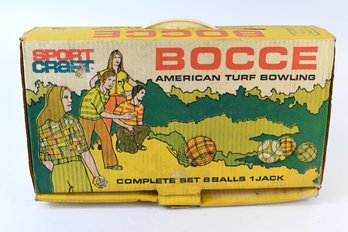 SPORT
CRAFT
BOCCE
AMERICAN TURF BOWLING
COMPLETE SET 8 BALLS 1 JACK